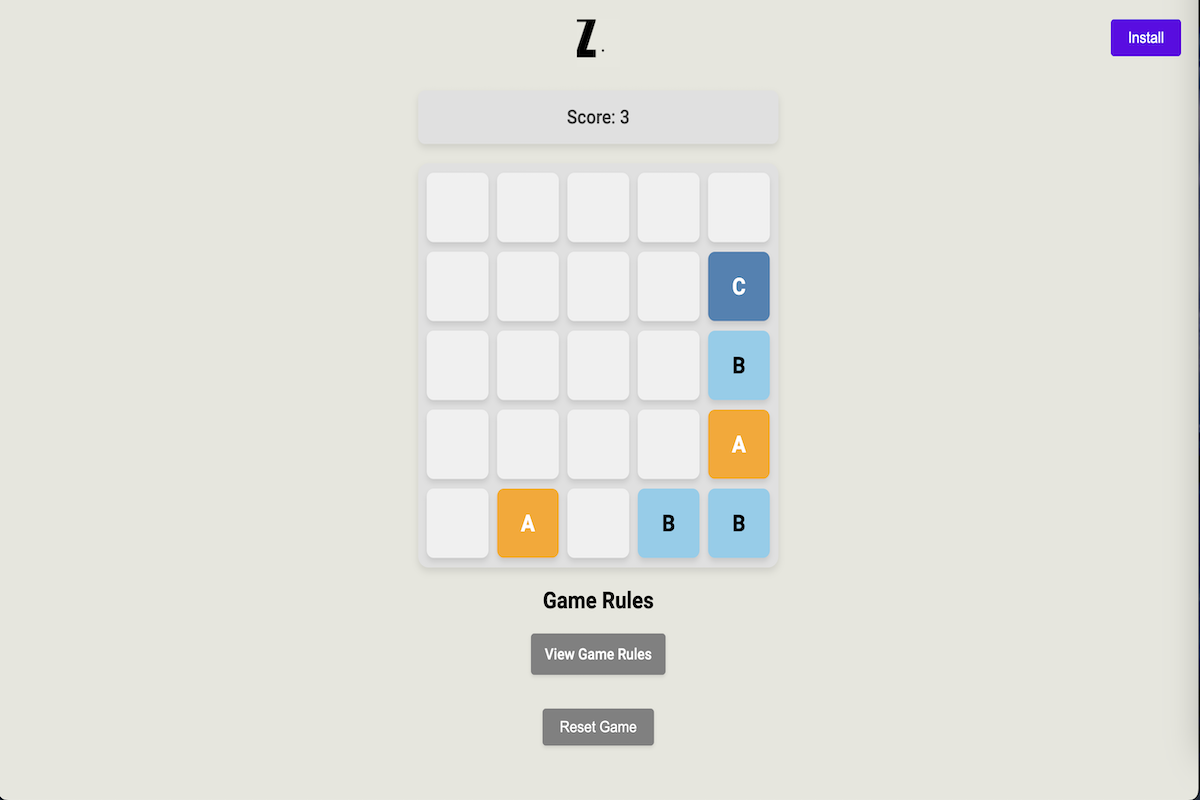 Z.
Install
Score: 3
C
B
A
A B B
Game Rules
View Game Rules
Reset Game